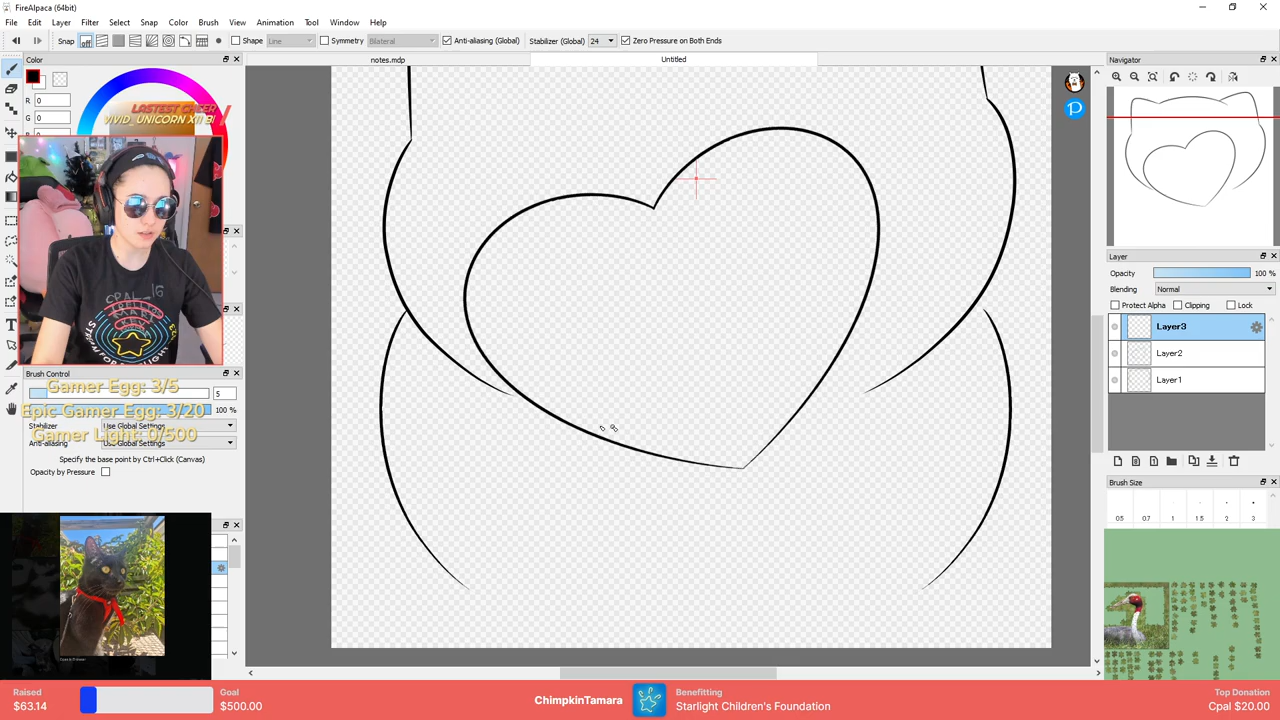 FireAlpaca (64bit)
File Edit Layer Filter Select Snap Color Brush View Animation Tool Window Help
Snap off Shape Line Symmetry Bilateral Anti-aliasing (Global) Stabilizer (Global) 24 Zero Pressure on Both Ends
notes.mdp Untitled
Color
R 0
G 0
LASTEST CHEER
VIVID_UNICORN X11 BI
Brush Control
5
100 %
Gamer Egg: 3/5
Epic Gamer Egg: 3/20
Gamer Light: 0/500
Stabilizer Use Global Settings
Anti-aliasing Use Global Settings
Specify the base point by Ctrl+Click (Canvas)
Opacity by Pressure
Navigator
Layer
Opacity 100 %
Blending Normal
Protect Alpha Clipping Lock
Layer3
Layer2
Layer1
Brush Size
0.5 0.7 1 1.5 2 3
Raised
$63.14
Goal
$500.00
ChimpkinTamara
Benefitting
Starlight Children's Foundation
Top Donation
Cpal $20.00